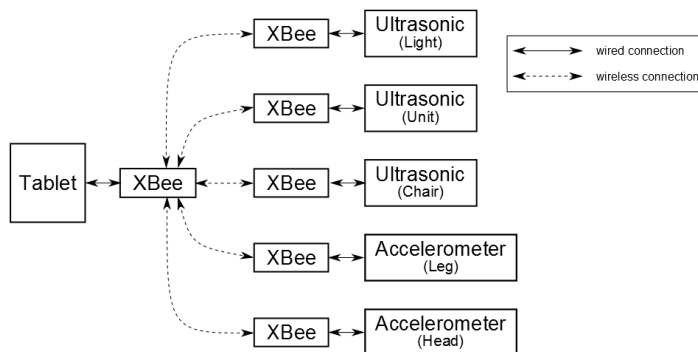 XBee
Ultrasonic
(Light)
wired connection
wireless connection
XBee
Ultrasonic
(Unit)
Tablet
XBee
XBee
Ultrasonic
(Chair)
XBee
Accelerometer
(Leg)
XBee
Accelerometer
(Head)